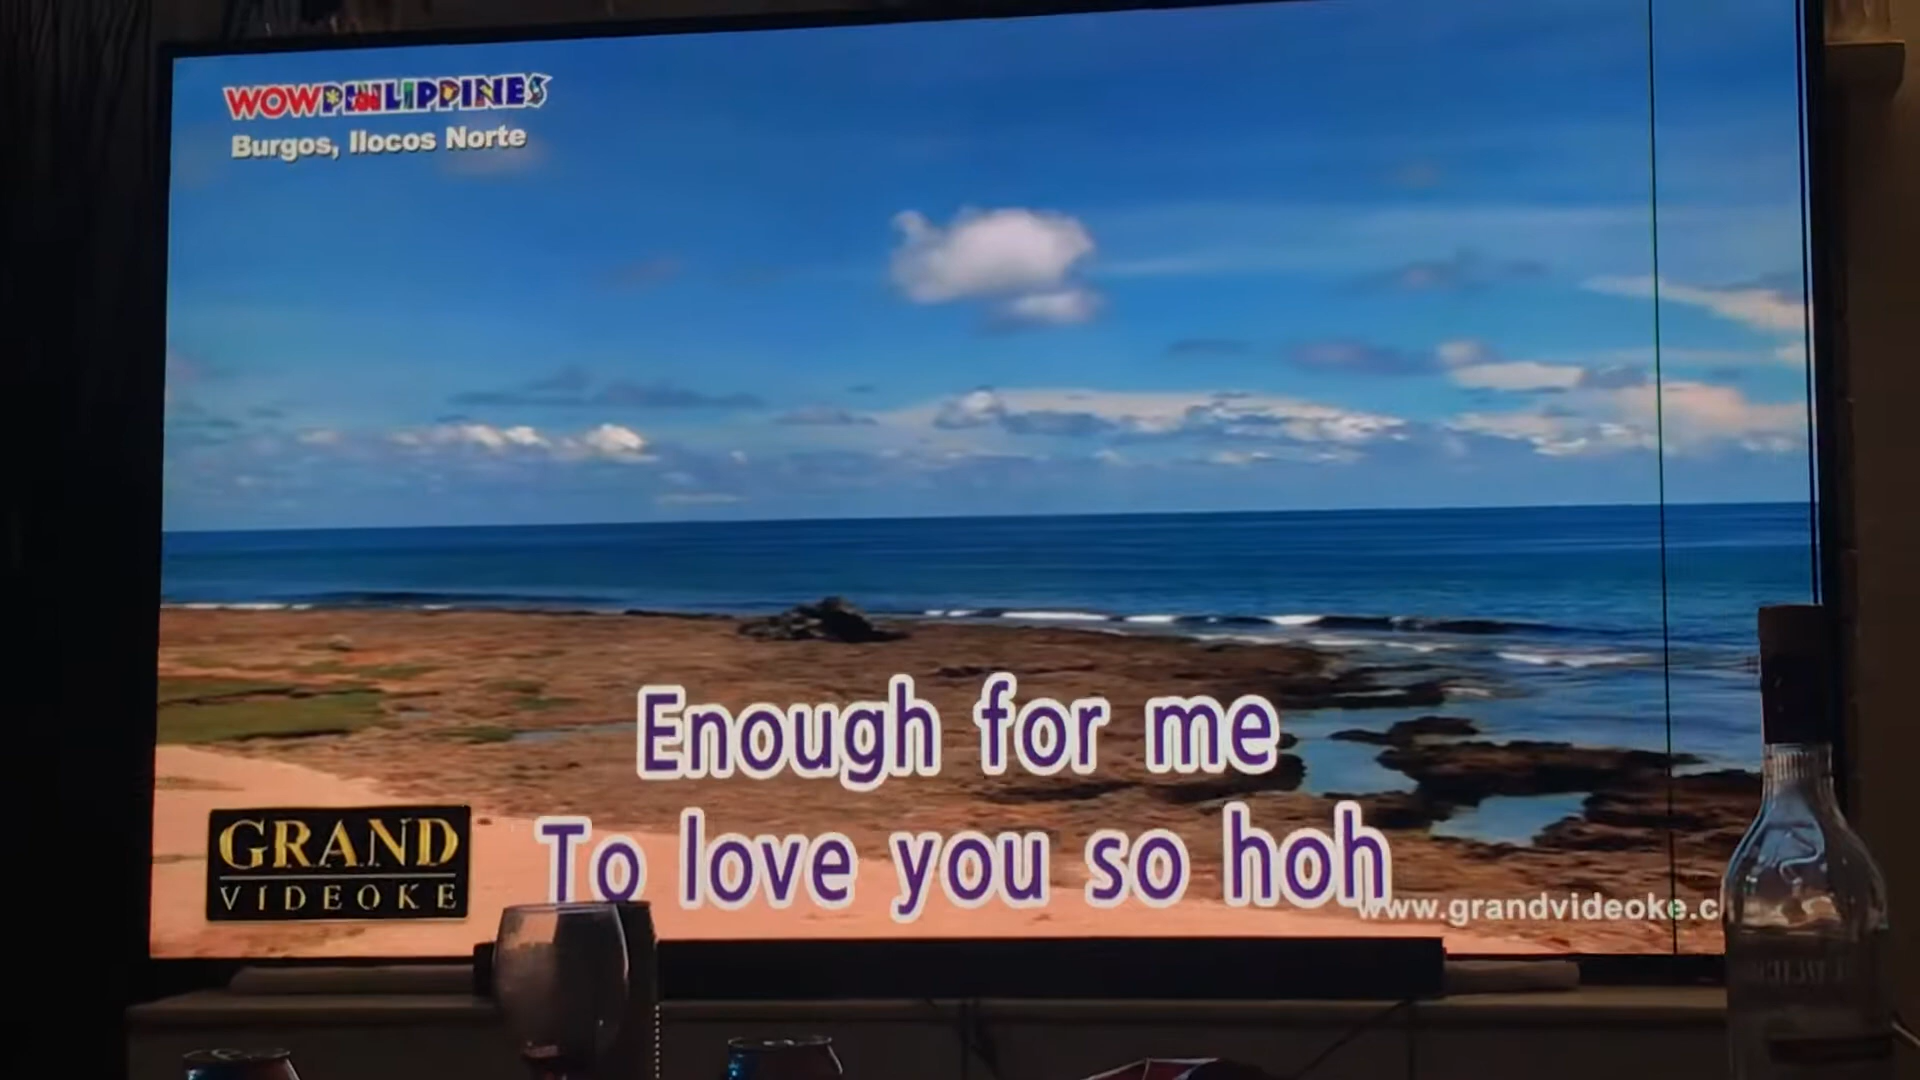 WOWPHILIPPINES
Burgos, Ilocos Norte
Enough for me
To love you so hoh
GRAND
VIDEOKE
www.grandvideoke.c